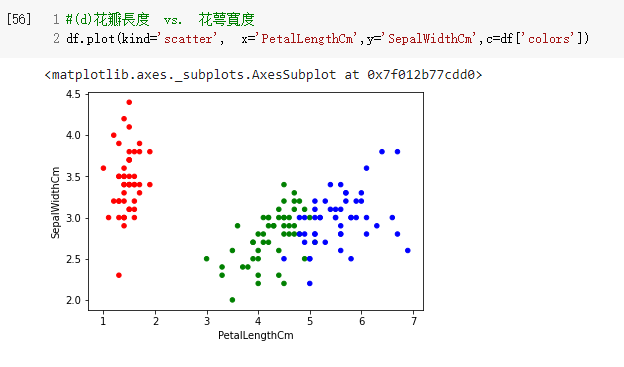 [56]
1 #(d)花瓣長度 vs. 花萼寬度
2 df.plot(kind='scatter', x='PetalLengthCm',y='SepalWidthCm',c=df['colors'])
<matplotlib.axes._subplots.AxesSubplot at 0x7f012b77cdd0>
4.5
4.0
3.5
3.0
2.5
2.0
SepalWidthCm
1 2 3 4 5 6 7
PetalLengthCm